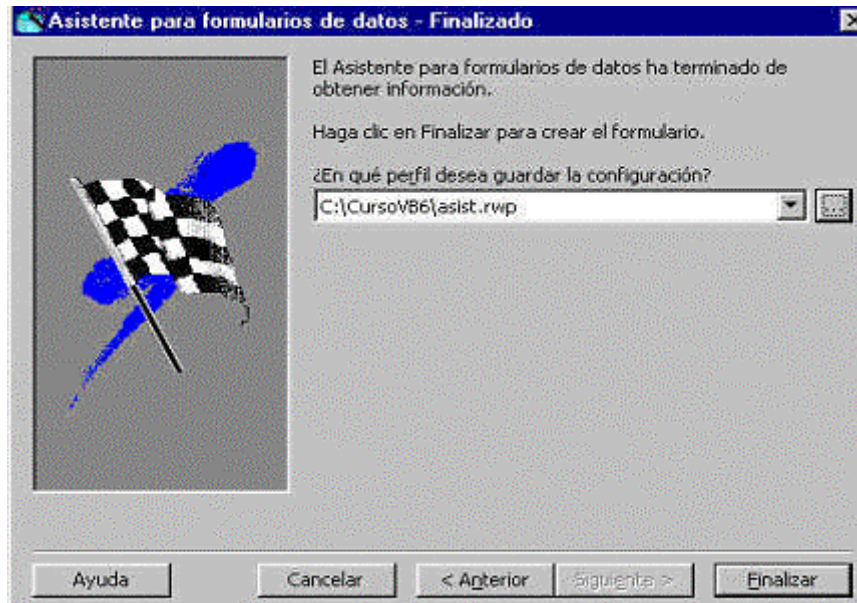 Asistente para formularios de datos - Finalizado
El Asistente para formularios de datos ha terminado de
obtener información.
Haga clic en Finalizar para crear el formulario.
¿En qué perfil desea guardar la configuración?
C:\CursoVB6\asist.rwp
...
Ayuda
Cancelar
< Anterior
Siguiente >
Finalizar